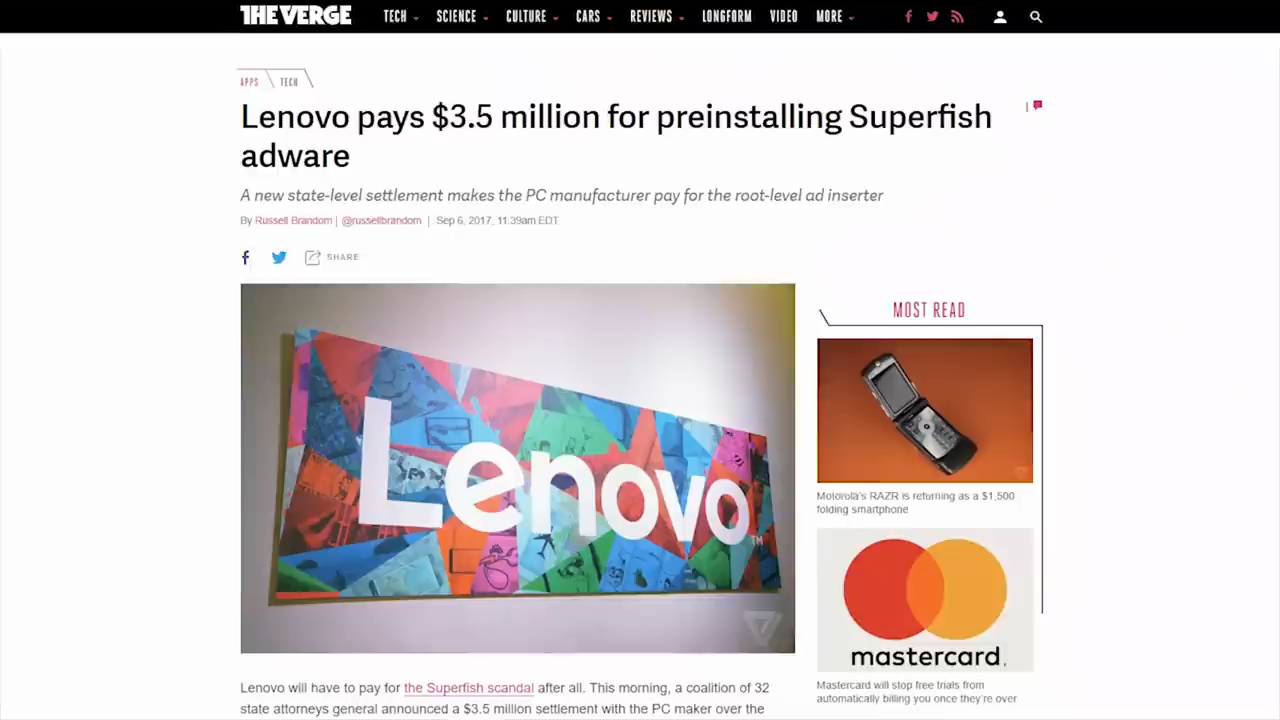 THE VERGE
TECH
SCIENCE
CULTURE
CARS
REVIEWS
LONGFORM
VIDEO
MORE
APPS
TECH
Lenovo pays $3.5 million for preinstalling Superfish
adware
A new state-level settlement makes the PC manufacturer pay for the root-level ad inserter
By Russell Brandom | @russellbrandom | Sep 6, 2017, 11:39am EDT
SHARE
Lenovo
TM
MOST READ
Motorola's RAZR is returning as a $1,500
folding smartphone
mastercard.
Mastercard will stop free trials from
automatically billing you once they're over
Lenovo will have to pay for the Superfish scandal after all. This morning, a coalition of 32
state attorneys general announced a $3.5 million settlement with the PC maker over the